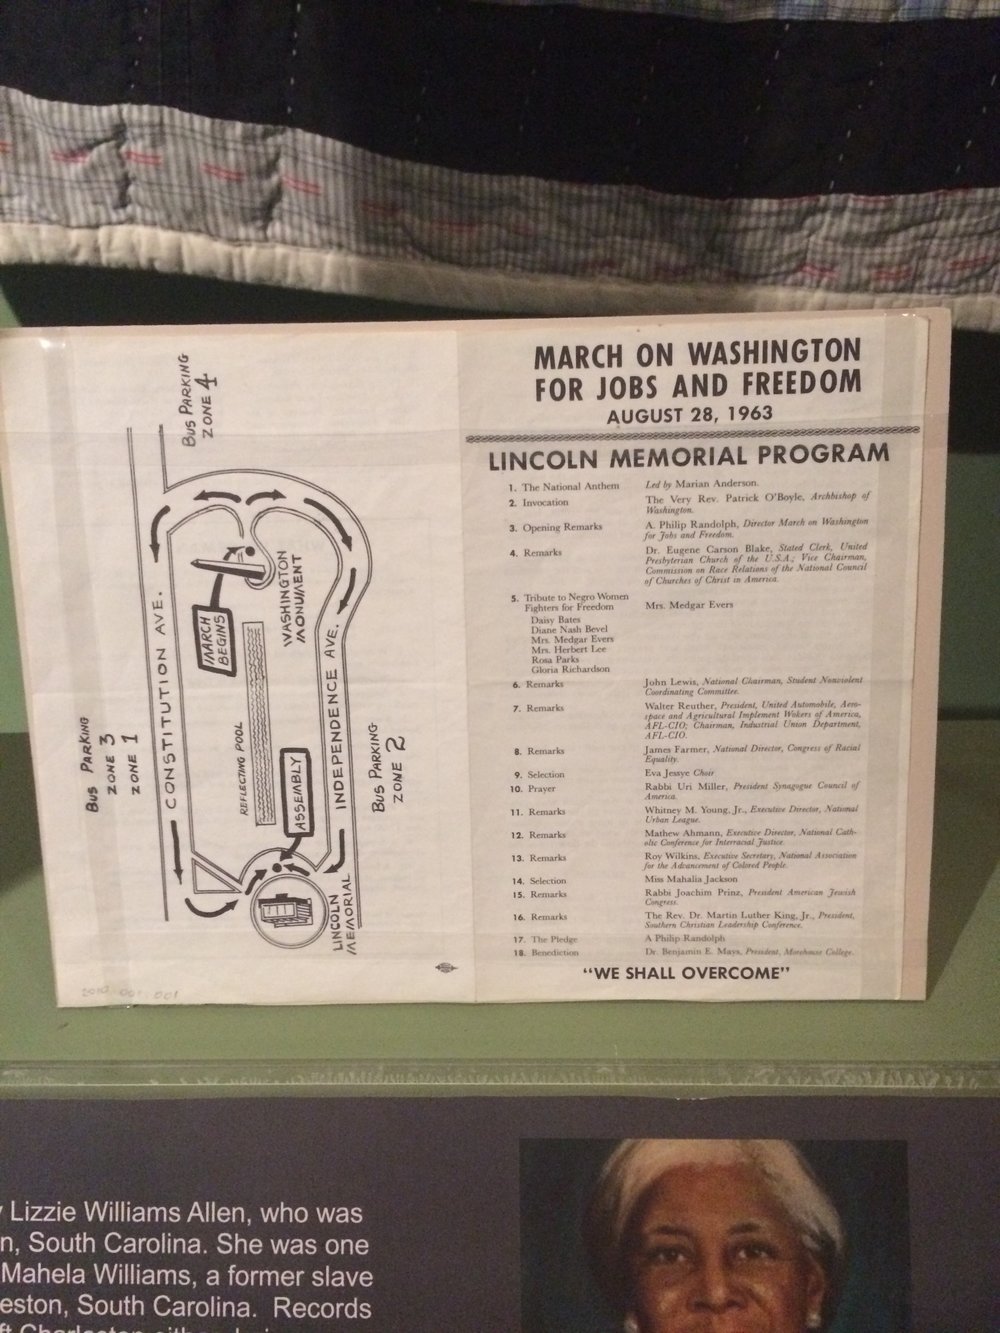 BUS PARKING
ZONE 4
CONSTITUTION AVE.
MARCH
BEGINS
WASHINGTON
MONUMENT
REFLECTING POOL
ASSEMBLY
INDEPENDENCE AVE.
BUS PARKING
ZONE 3
ZONE 1
BUS PARKING
ZONE 2
LINCOLN
MEMORIAL
MARCH ON WASHINGTON
FOR JOBS AND FREEDOM
AUGUST 28, 1963
LINCOLN MEMORIAL PROGRAM
1. The National Anthem Led by Marian Anderson.
2. Invocation The Very Rev. Patrick O'Boyle, Archbishop of
Washington.
3. Opening Remarks A. Philip Randolph, Director March on Washington
for Jobs and Freedom.
4. Remarks Dr. Eugene Carson Blake, Stated Clerk, United
Presbyterian Church of the U.S.A.; Vice Chairman,
Commission on Race Relations of the National Council
of Churches of Christ in America.
5. Tribute to Negro Women
Fighters for Freedom Mrs. Medgar Evers
Daisy Bates
Diane Nash Bevel
Mrs. Medgar Evers
Mrs. Herbert Lee
Rosa Parks
Gloria Richardson
6. Remarks John Lewis, National Chairman, Student Nonviolent
Coordinating Committee.
7. Remarks Walter Reuther, President, United Automobile, Aero-
space and Agricultural Implement Wokers of America,
AFL-CIO; Chairman, Industrial Union Department,
AFL-CIO.
8. Remarks James Farmer, National Director, Congress of Racial
Equality.
9. Selection Eva Jessye Choir
10. Prayer Rabbi Uri Miller, President Synagogue Council of
America.
11. Remarks Whitney M. Young, Jr., Executive Director, National
Urban League.
12. Remarks Mathew Ahmann, Executive Director, National Cath-
olic Conference for Interracial Justice.
13. Remarks Roy Wilkins, Executive Secretary, National Association
for the Advancement of Colored People.
14. Selection Miss Mahalia Jackson
15. Remarks Rabbi Joachim Prinz, President American Jewish
Congress.
16. Remarks The Rev. Dr. Martin Luther King, Jr., President,
Southern Christian Leadership Conference.
17. The Pledge A Philip Randolph
18. Benediction Dr. Benjamin E. Mays, President, Morehouse College.
"WE SHALL OVERCOME"
2010.001.001
Lizzie Williams Allen, who was
n, South Carolina. She was one
Mahela Williams, a former slave
eston, South Carolina. Records